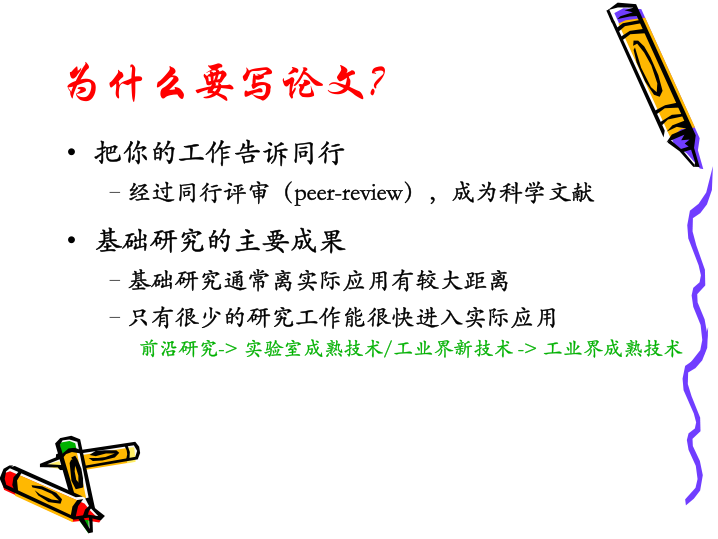 为什么要写论文?
• 把你的工作告诉同行
– 经过同行评审（peer-review），成为科学文献
• 基础研究的主要成果
– 基础研究通常离实际应用有较大距离
– 只有很少的研究工作能很快进入实际应用
前沿研究-> 实验室成熟技术/工业界新技术 -> 工业界成熟技术